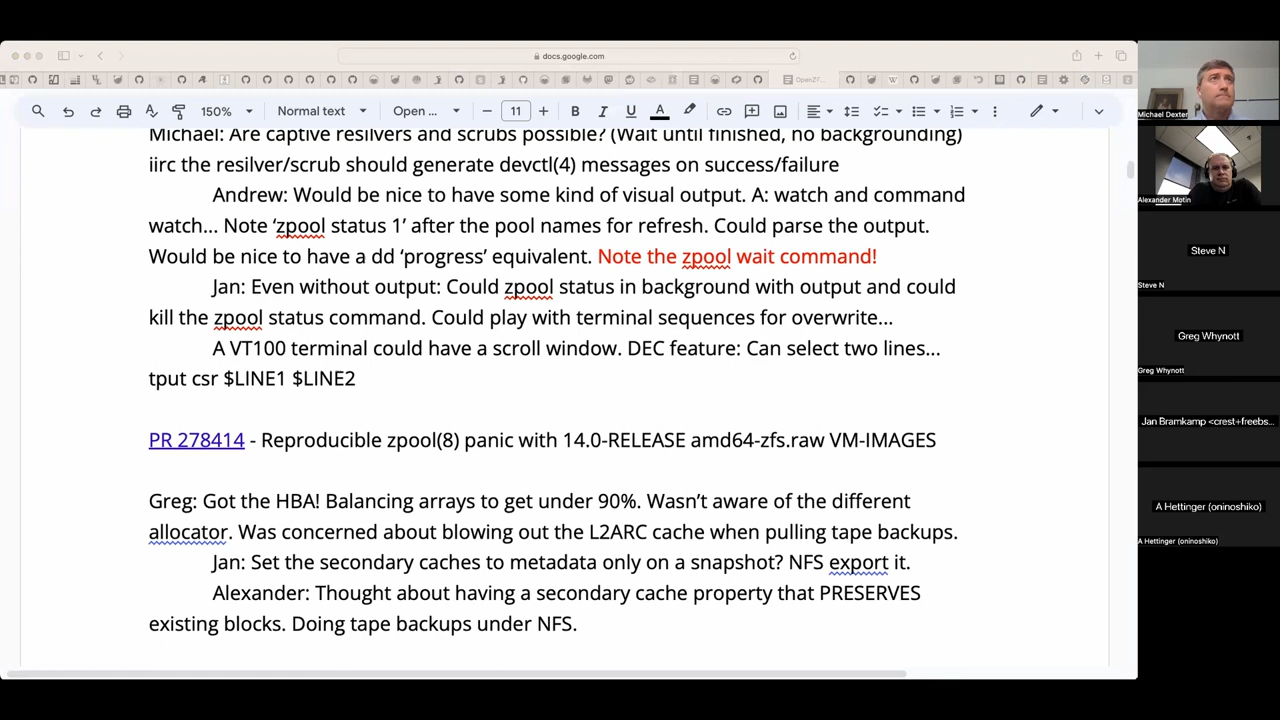 docs.google.com
OpenZF...
150%
Normal text
Open ...
11
B I U A
Michael: Are captive resilvers and scrubs possible? (Wait until finished, no backgrounding)
iirc the resilver/scrub should generate devctl(4) messages on success/failure
Andrew: Would be nice to have some kind of visual output. A: watch and command
watch... Note ‘zpool status 1’ after the pool names for refresh. Could parse the output.
Would be nice to have a dd ‘progress’ equivalent. Note the zpool wait command!
Jan: Even without output: Could zpool status in background with output and could
kill the zpool status command. Could play with terminal sequences for overwrite...
A VT100 terminal could have a scroll window. DEC feature: Can select two lines...
tput csr $LINE1 $LINE2
PR 278414 - Reproducible zpool(8) panic with 14.0-RELEASE amd64-zfs.raw VM-IMAGES
Greg: Got the HBA! Balancing arrays to get under 90%. Wasn’t aware of the different
allocator. Was concerned about blowing out the L2ARC cache when pulling tape backups.
Jan: Set the secondary caches to metadata only on a snapshot? NFS export it.
Alexander: Thought about having a secondary cache property that PRESERVES
existing blocks. Doing tape backups under NFS.
Michael Dexter
Alexander Motin
Steve N
Steve N
Greg Whynott
Greg Whynott
Jan Bramkamp <crest+freebs...
A Hettinger (oninoshiko)
A Hettinger (oninoshiko)